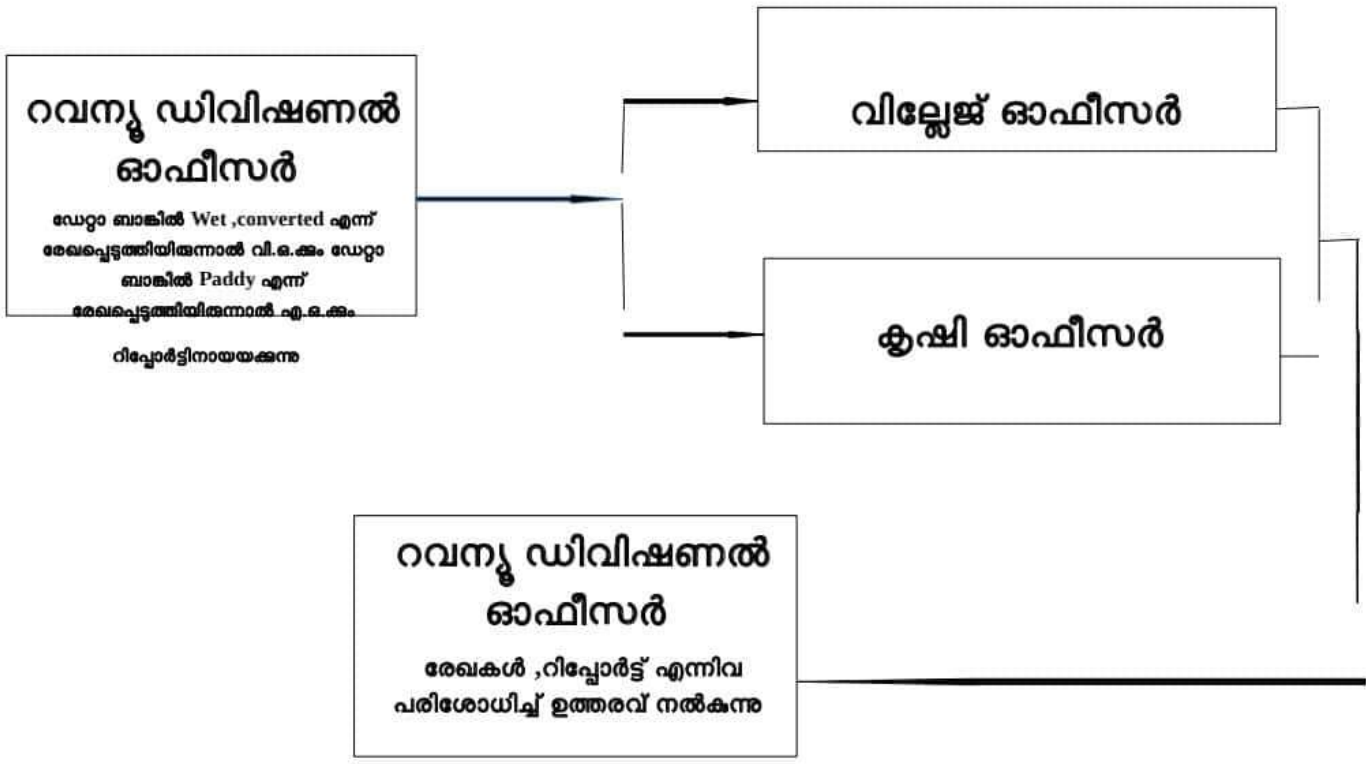 റവന്യൂ ഡിവിഷണൽ
ഓഫീസർ
ഡേറ്റാ ബാങ്കിൽ Wet ,converted എന്ന്
രേഖപ്പെടുത്തിയിരുന്നാൽ വി.ഒ.ക്കും ഡേറ്റാ
ബാങ്കിൽ Paddy എന്ന്
രേഖപ്പെടുത്തിയിരുന്നാൽ എ.ഒ.ക്കും
റിപ്പോർട്ടിനായയക്കുന്നു
വില്ലേജ് ഓഫീസർ
കൃഷി ഓഫീസർ
റവന്യൂ ഡിവിഷണൽ
ഓഫീസർ
രേഖകൾ ,റിപ്പോർട്ട് എന്നിവ
പരിശോധിച്ച് ഉത്തരവ് നൽകുന്നു